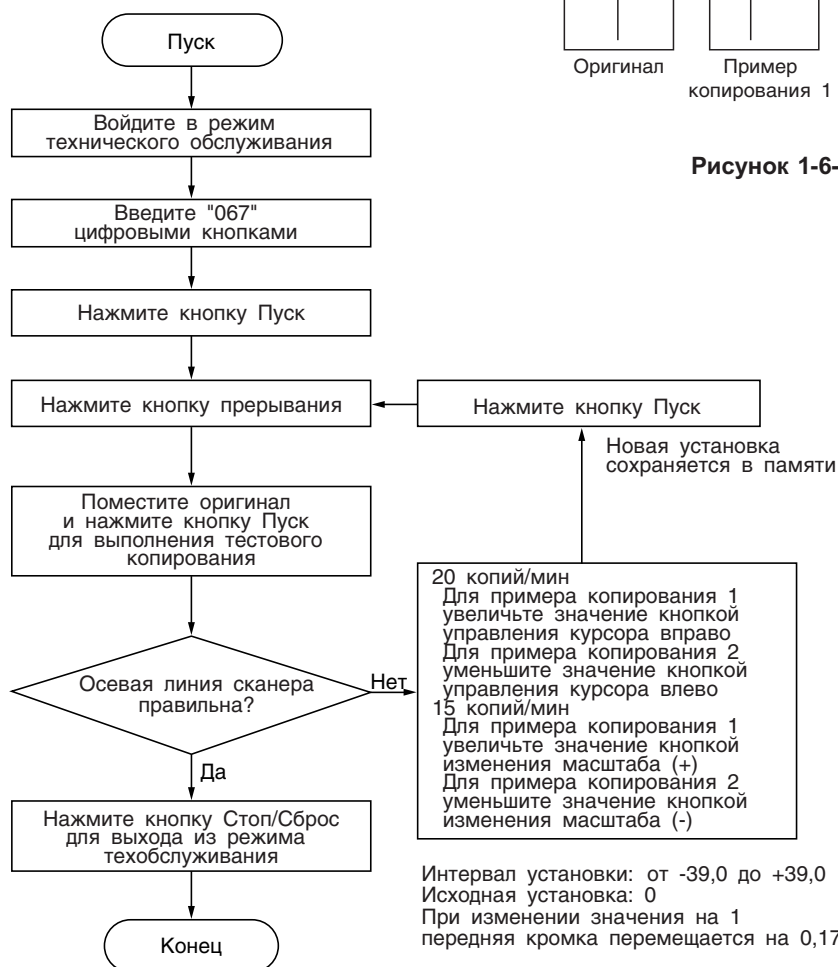 Пуск
Оригинал
Пример
копирования 1
Рисунок 1-6-
Войдите в режим
технического обслуживания
Введите "067"
цифровыми кнопками
Нажмите кнопку Пуск
Нажмите кнопку прерывания
Нажмите кнопку Пуск
Новая установка
сохраняется в памяти
Поместите оригинал
и нажмите кнопку Пуск
для выполнения тестового
копирования
Осевая линия сканера
правильна?
Нет
20 копий/мин
Для примера копирования 1
увеличьте значение кнопкой
управления курсора вправо
Для примера копирования 2
уменьшите значение кнопкой
управления курсора влево
15 копий/мин
Для примера копирования 1
увеличьте значение кнопкой
изменения масштаба (+)
Для примера копирования 2
уменьшите значение кнопкой
изменения масштаба (-)
Да
Нажмите кнопку Стоп/Сброс
для выхода из режима
техобслуживания
Конец
Интервал установки: от -39,0 до +39,0
Исходная установка: 0
При изменении значения на 1
передняя кромка перемещается на 0,17